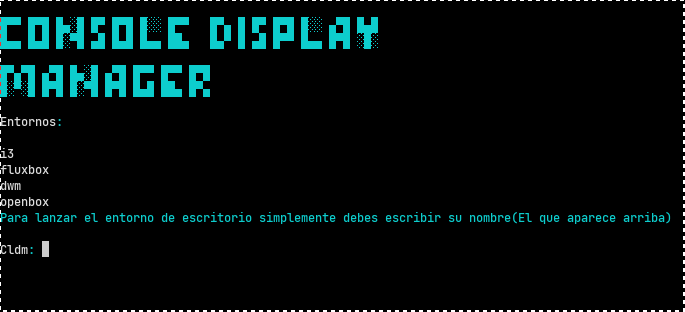 CONSOLE DISPLAY
MANAGER
Entornos:
i3
fluxbox
dwm
openbox
Para lanzar el entorno de escritorio simplemente debes escribir su nombre(El que aparece arriba)
Cldm: